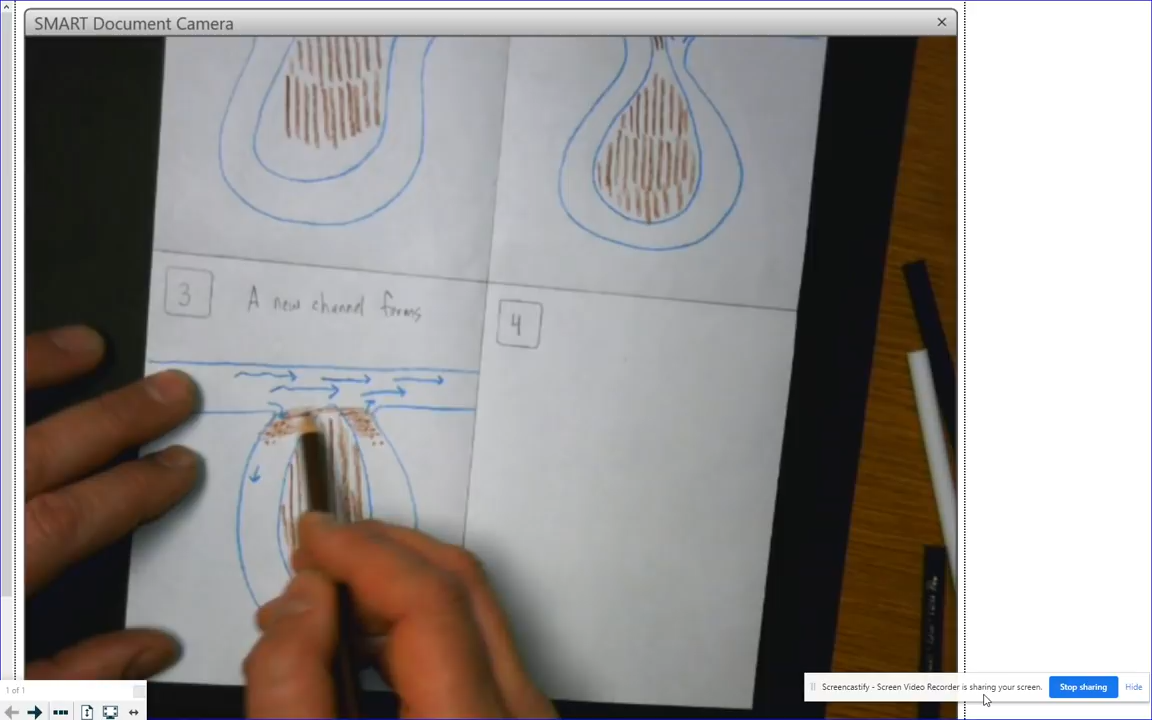 SMART Document Camera
3 A new channel forms
4
1 of 1
Screencastify - Screen Video Recorder is sharing your screen.
Stop sharing
Hide